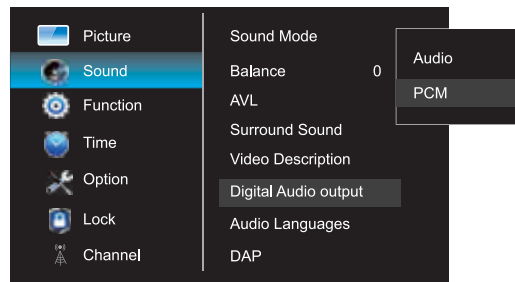 Picture
Sound
Function
Time
Option
Lock
Channel
Sound Mode
Balance 0
AVL
Surround Sound
Video Description
Digital Audio output
Audio Languages
DAP
Audio
PCM